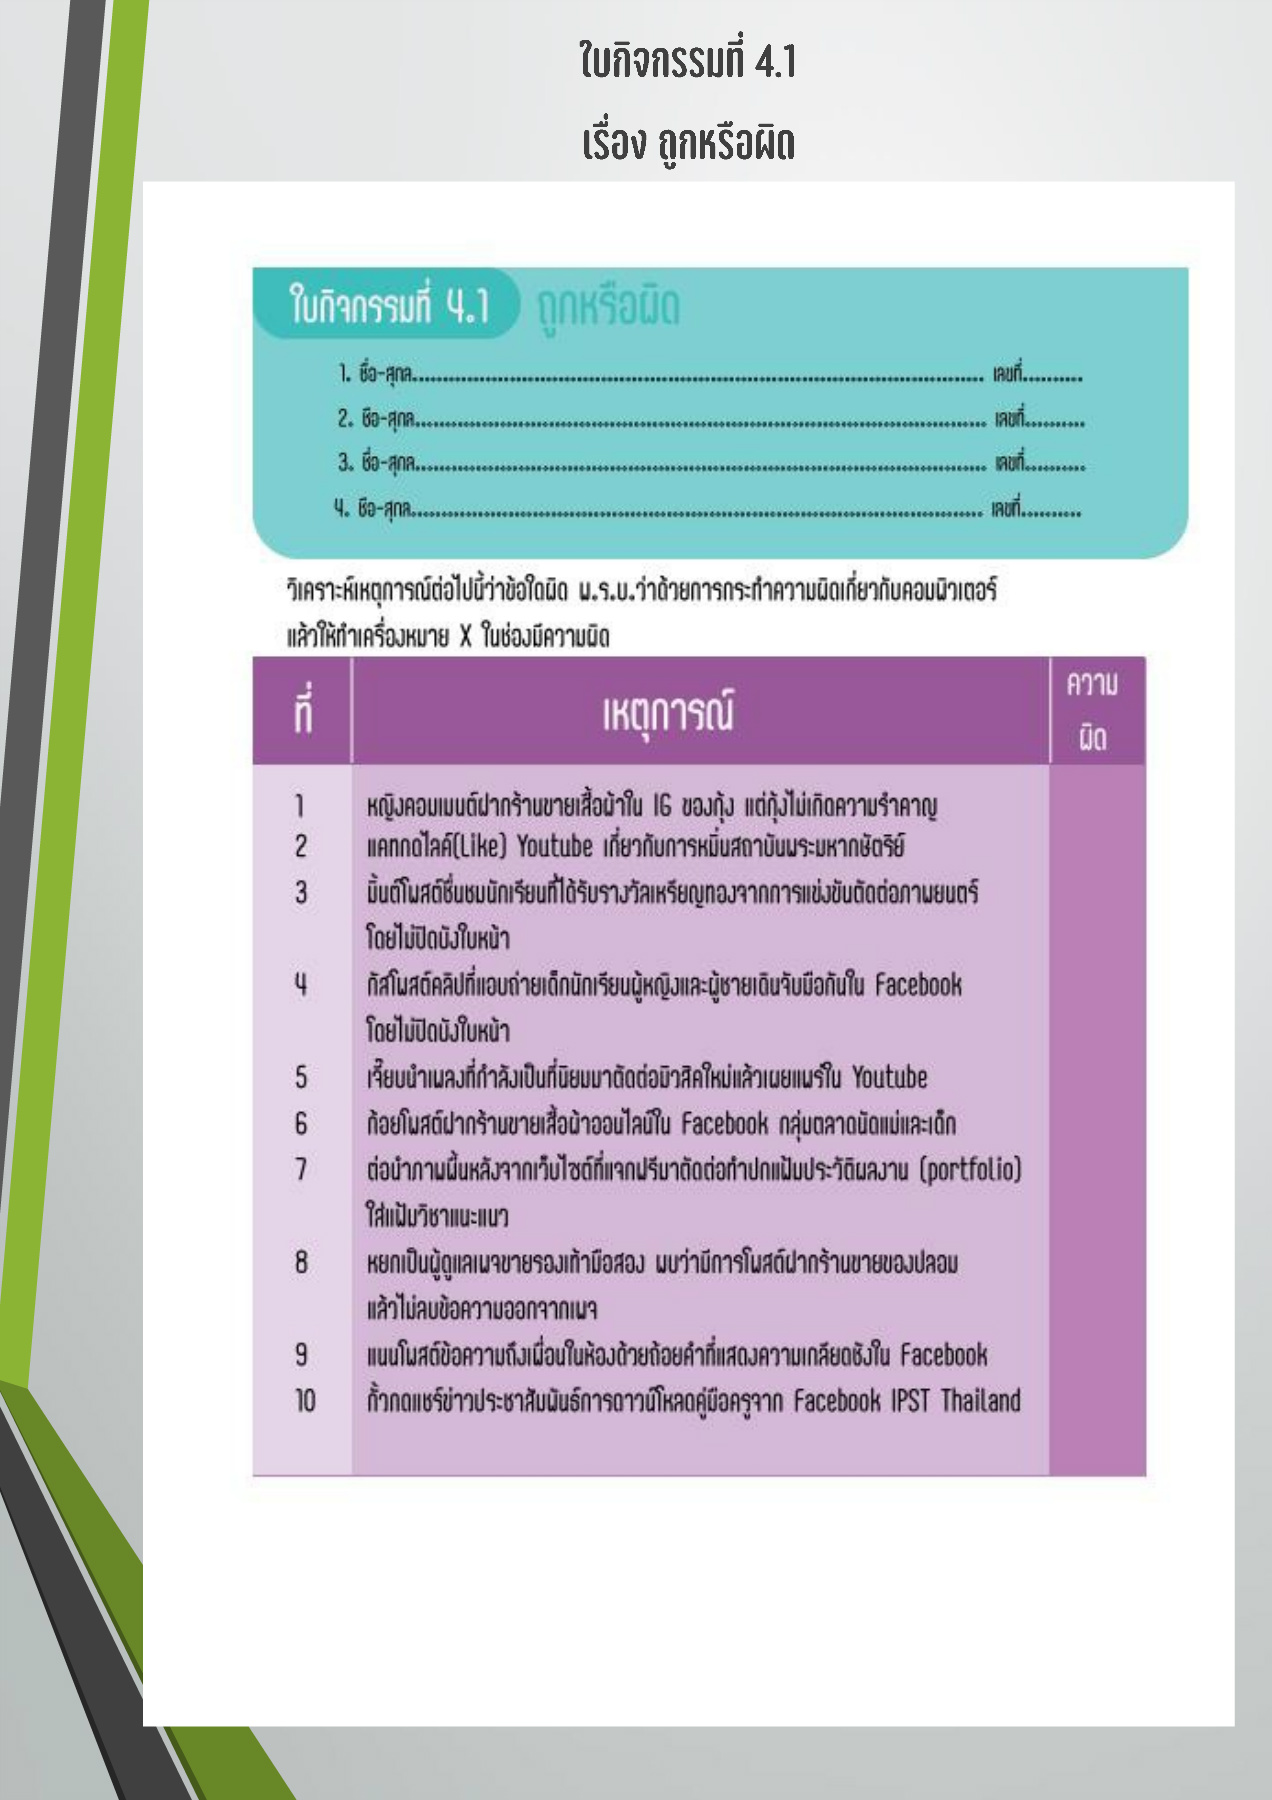 ใบกิจกรรมที่ 4.1
เรื่อง ถูกหรือผิด
ใบกิจกรรมที่ 4.1 ถูกหรือผิด
1. ชื่อ-สกุล............................................................................................... เลขที่..........
2. ชือ-สกุล............................................................................................... เลขที่..........
3. ชื่อ-สกุล............................................................................................... เลขที่..........
4. ชือ-สกุล............................................................................................... เลขที่..........
วิเคราะห์เหตุการณ์ต่อไปนี้ว่าข้อใดผิด พ.ร.บ.ว่าด้วยการกระทำความผิดเกี่ยวกับคอมพิวเตอร์
แล้วให้ทำเครื่องหมาย X ในช่องมีความผิด
ที่ เหตุการณ์ ความ
ผิด
1 หญิงคอมเมนต์ฝากร้านขายเสื้อผ้าใน IG ของกุ้ง แต่กุ้งไม่เกิดความรำคาญ
2 แคทกดไลค์(Like) Youtube เกี่ยวกับการหมิ่นสถาบันพระมหากษัตริย์
3 มิ้นต์โพสต์ชื่นชมนักเรียนที่ได้รับรางวัลเหรียญทองจากการแข่งขันตัดต่อภาพยนตร์
โดยไม่ปิดบังใบหน้า
4 กัสโพสต์คลิปที่แอบถ่ายเด็กนักเรียนผู้หญิงและผู้ชายเดินจับมือกันใน Facebook
โดยไม่ปิดบังใบหน้า
5 เจี๊ยบนำเพลงที่กำลังเป็นที่นิยมมาตัดต่อมิวสิคใหม่แล้วเผยแพร่ใน Youtube
6 ก้อยโพสต์ฝากร้านขายเสื้อผ้าออนไลน์ใน Facebook กลุ่มตลาดนัดแม่และเด็ก
7 ต่อนำภาพพื้นหลังจากเว็บไซต์ที่แจกฟรีมาตัดต่อทำปกแฟ้มประวัติผลงาน (portfolio)
ใส่แฟ้มวิชาแนะแนว
8 หยกเป็นผู้ดูแลเพจขายรองเท้ามือสอง พบว่ามีการโพสต์ฝากร้านขายของปลอม
แล้วไม่ลบข้อความออกจากเพจ
9 แนนโพสต์ข้อความถึงเพื่อนในห้องด้วยถ้อยคำที่แสดงความเกลียดชังใน Facebook
10 กิ๊วกดแชร์ข่าวประชาสัมพันธ์การดาวน์โหลดคู่มือครูจาก Facebook IPST Thailand